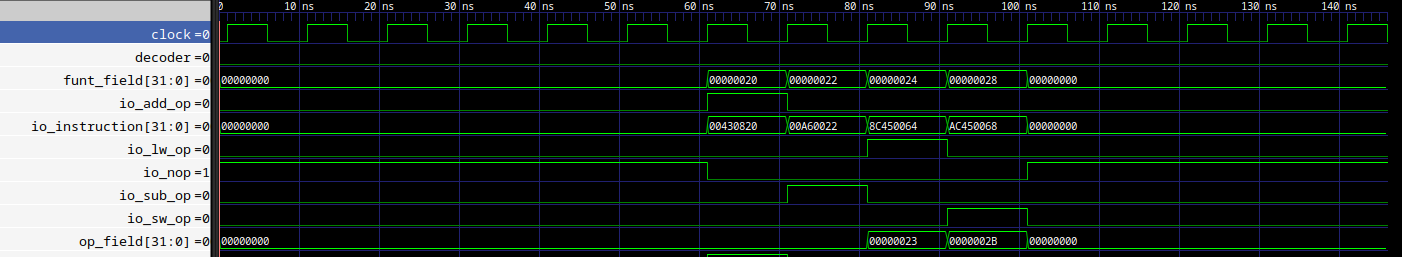 0 10 ns 20 ns 30 ns 40 ns 50 ns 60 ns 70 ns 80 ns 90 ns 100 ns 110 ns 120 ns 130 ns 140 ns
clock =0
decoder =0
funt_field[31:0] =0 00000000 00000020 00000022 00000024 00000028 00000000
io_add_op =0
io_instruction[31:0] =0 00000000 00430820 00A60022 8C450064 AC450068 00000000
io_lw_op =0
io_nop =1
io_sub_op =0
io_sw_op =0
op_field[31:0] =0 00000000 00000023 0000002B 00000000